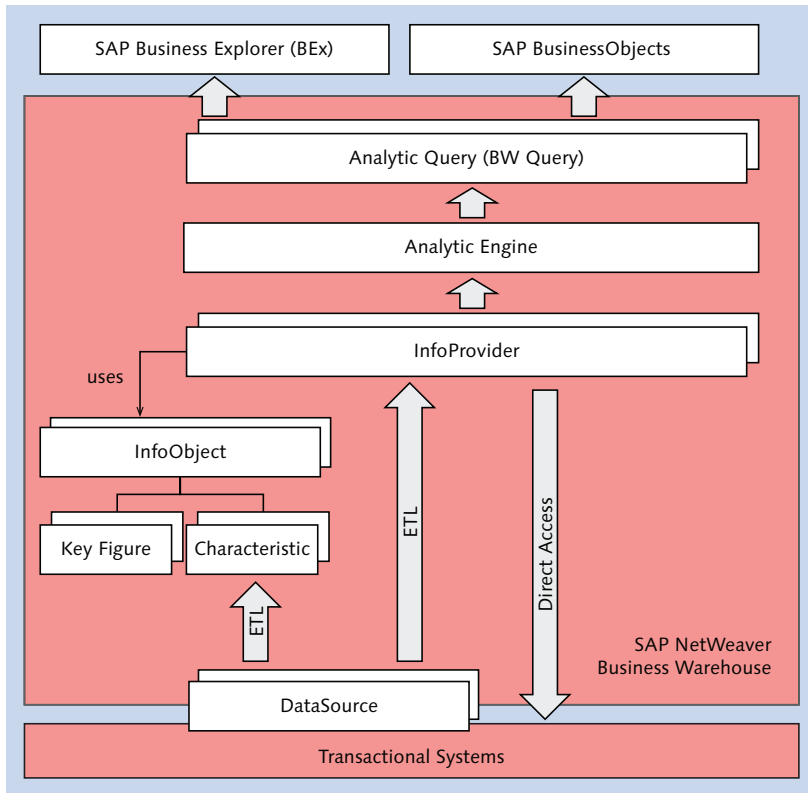 SAP Business Explorer (BEx)
SAP BusinessObjects
Analytic Query (BW Query)
Analytic Engine
InfoProvider
uses
InfoObject
Key Figure
Characteristic
ETL
ETL
Direct Access
SAP NetWeaver
Business Warehouse
DataSource
Transactional Systems